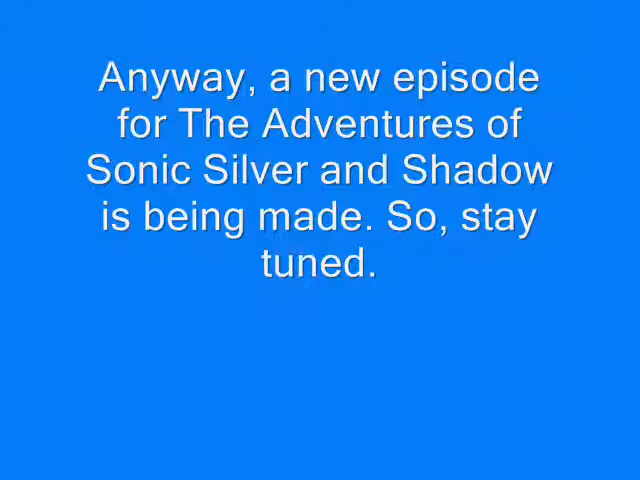 Anyway, a new episode
for The Adventures of
Sonic Silver and Shadow
is being made. So, stay
tuned.